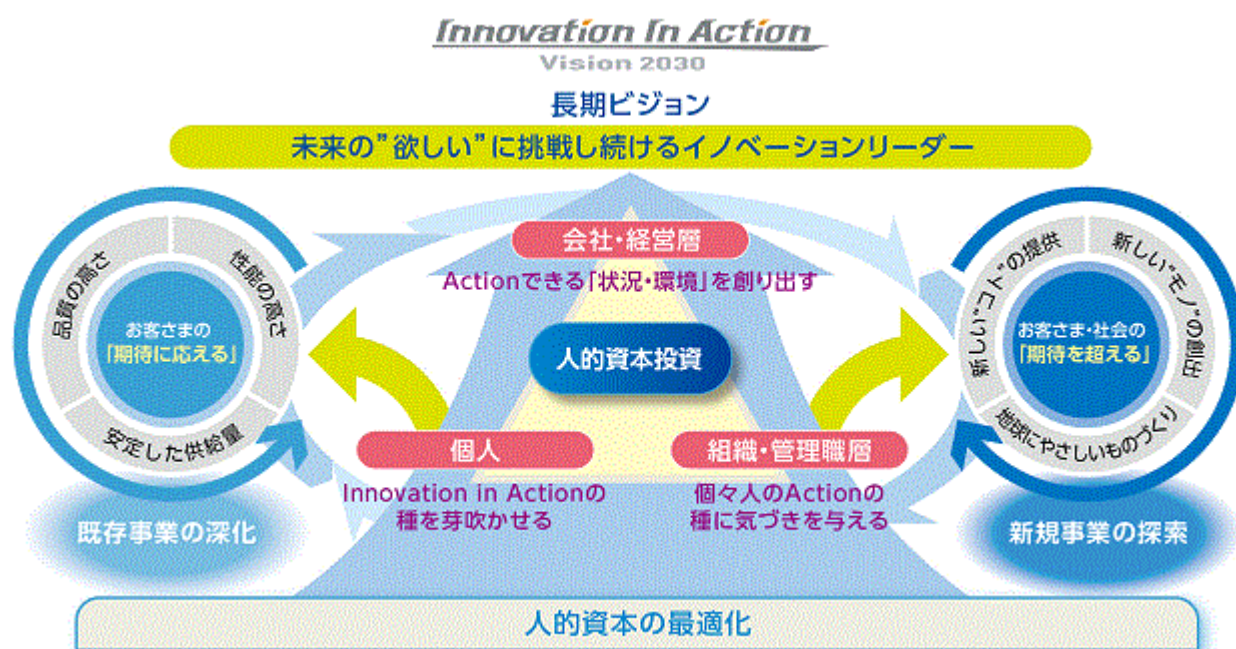 Innovation In Action
Vision 2030
長期ビジョン
未来の”欲しい”に挑戦し続けるイノベーションリーダー
品質の高さ
性能の高さ
安定した供給量
お客さまの
「期待に応える」
既存事業の深化
会社・経営層
Actionできる「状況・環境」を創り出す
人的資本投資
個人
Innovation in Actionの
種を芽吹かせる
組織・管理職層
個々人のActionの
種に気づきを与える
新しい“コト”の提供
新しい“モノ”の創出
地球にやさしいものづくり
お客さま・社会の
「期待を超える」
新規事業の探索
人的資本の最適化